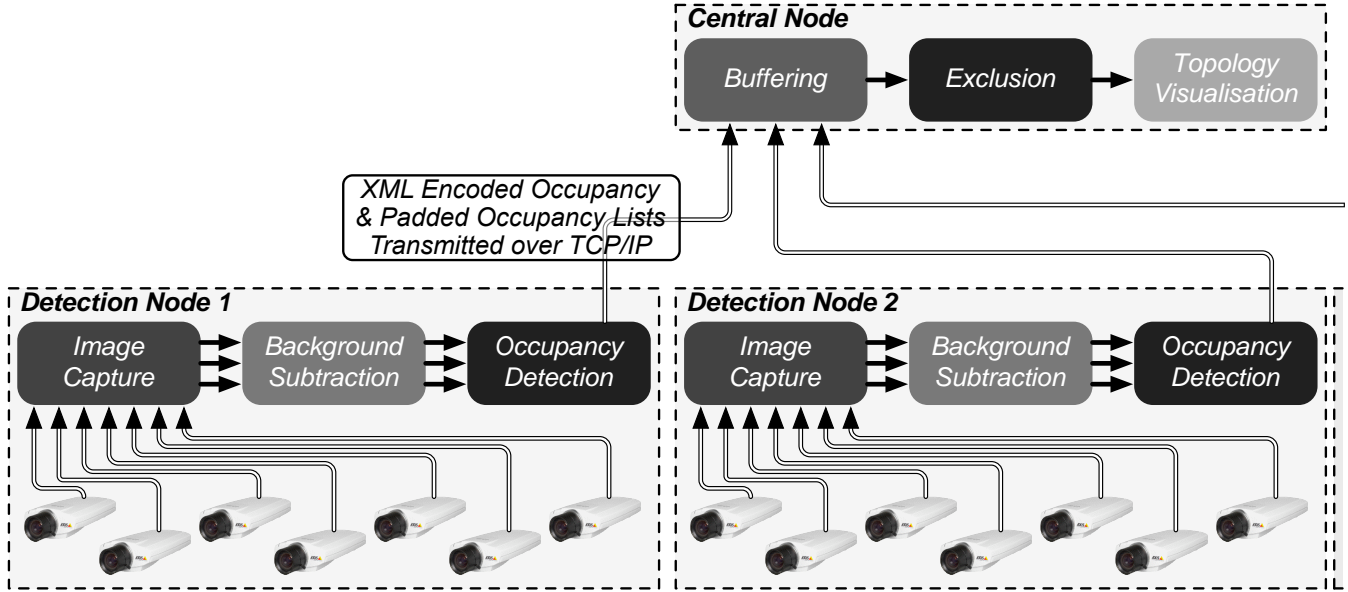 Central Node
Buffering
Exclusion
Topology
Visualisation
XML Encoded Occupancy
& Padded Occupancy Lists
Transmitted over TCP/IP
Detection Node 1
Image
Capture
Background
Subtraction
Occupancy
Detection
Detection Node 2
Image
Capture
Background
Subtraction
Occupancy
Detection